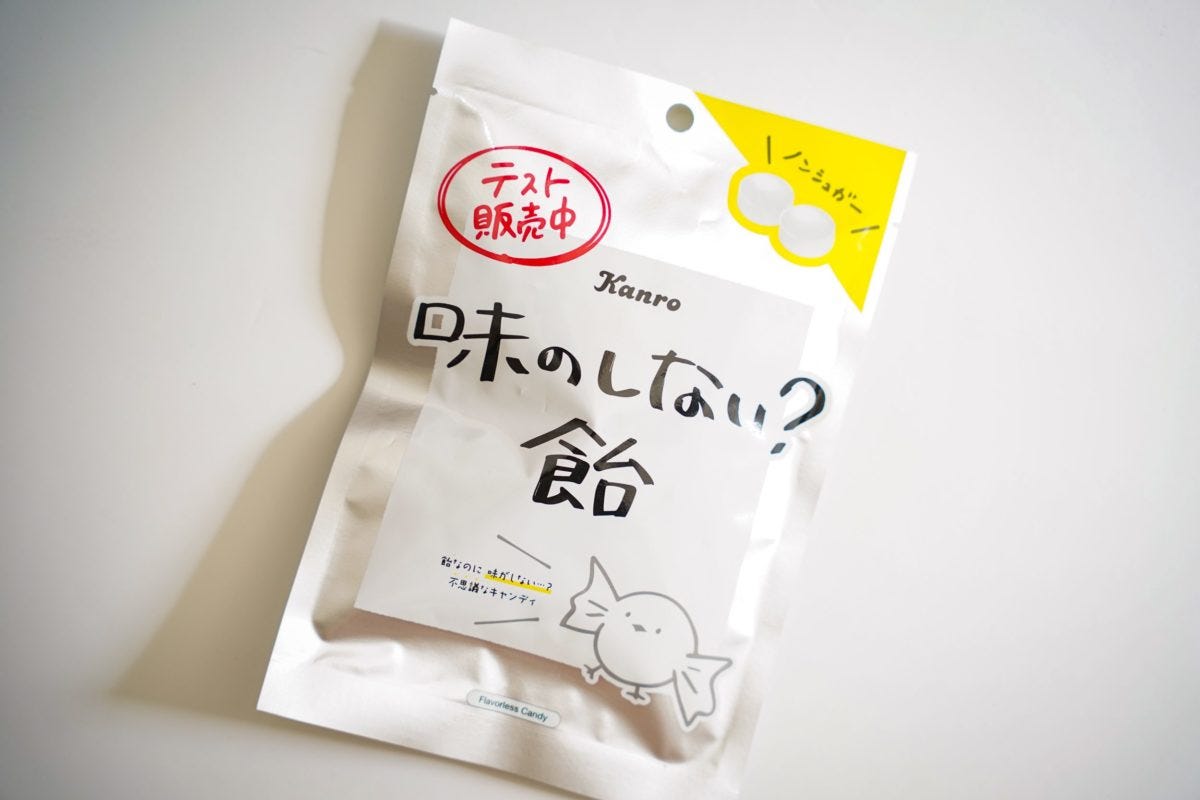 テスト
販売中
ノンシュガー
Kanro
味のしない?
飴
飴なのに味がしない…?
不思議なキャンディ
Flavorless Candy